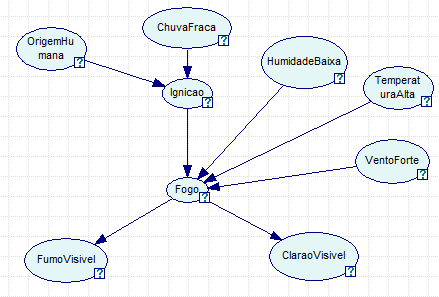 ChuvaFraca
OrigemHu
mana
HumidadeBaixa
Temperat
uraAlta
Ignicao
VentoForte
Fogo
FumoVisivel
ClaraoVisivel
?
?
?
?
?
?
?
?
?